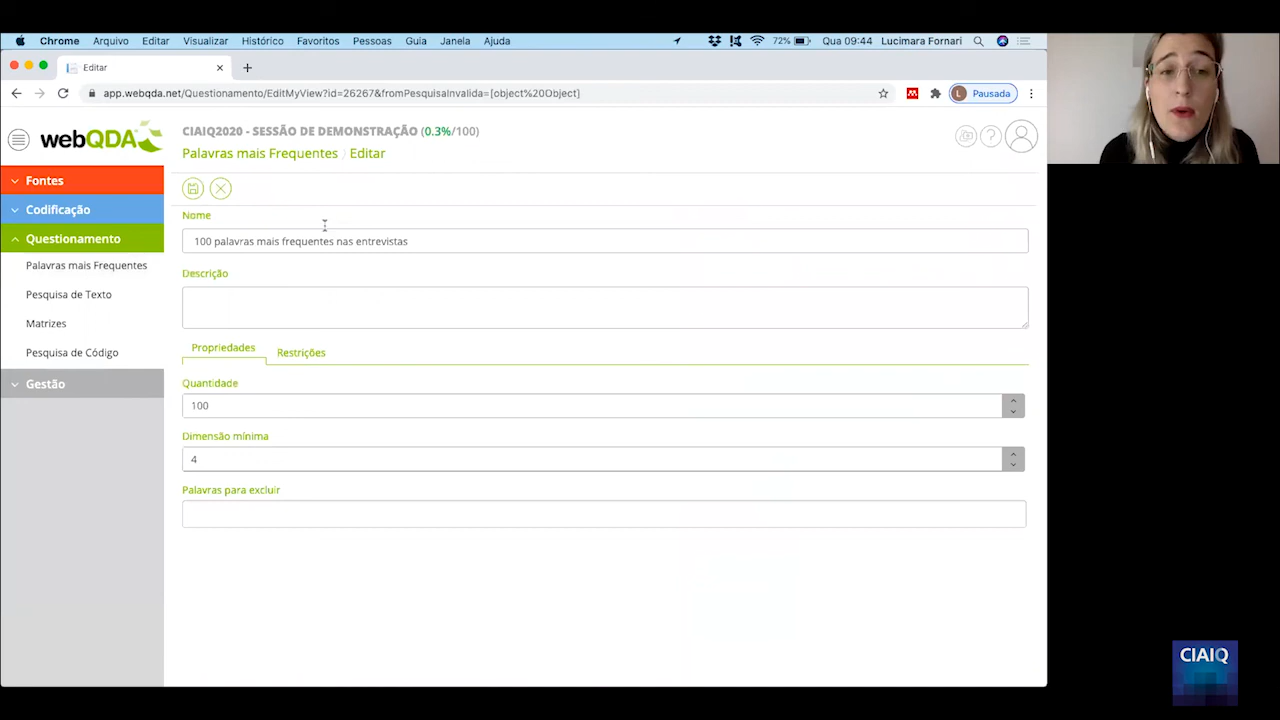 Chrome Arquivo Editar Visualizar Histórico Favoritos Pessoas Guia Janela Ajuda 72% Qua 09:44 Lucimara Fornari
Editar
app.webqda.net/Questionamento/EditMyView?id=26267&fromPesquisaInvalida=[object%20Object]
L Pausada
webQDA
CIAIQ2020 - SESSÃO DE DEMONSTRAÇÃO (0.3%/100)
Palavras mais Frequentes / Editar
Fontes
Codificação
Questionamento
Palavras mais Frequentes
Pesquisa de Texto
Matrizes
Pesquisa de Código
Gestão
Nome
100 palavras mais frequentes nas entrevistas
Descrição
Propriedades
Restrições
Quantidade
100
Dimensão mínima
4
Palavras para excluir
CIAIQ